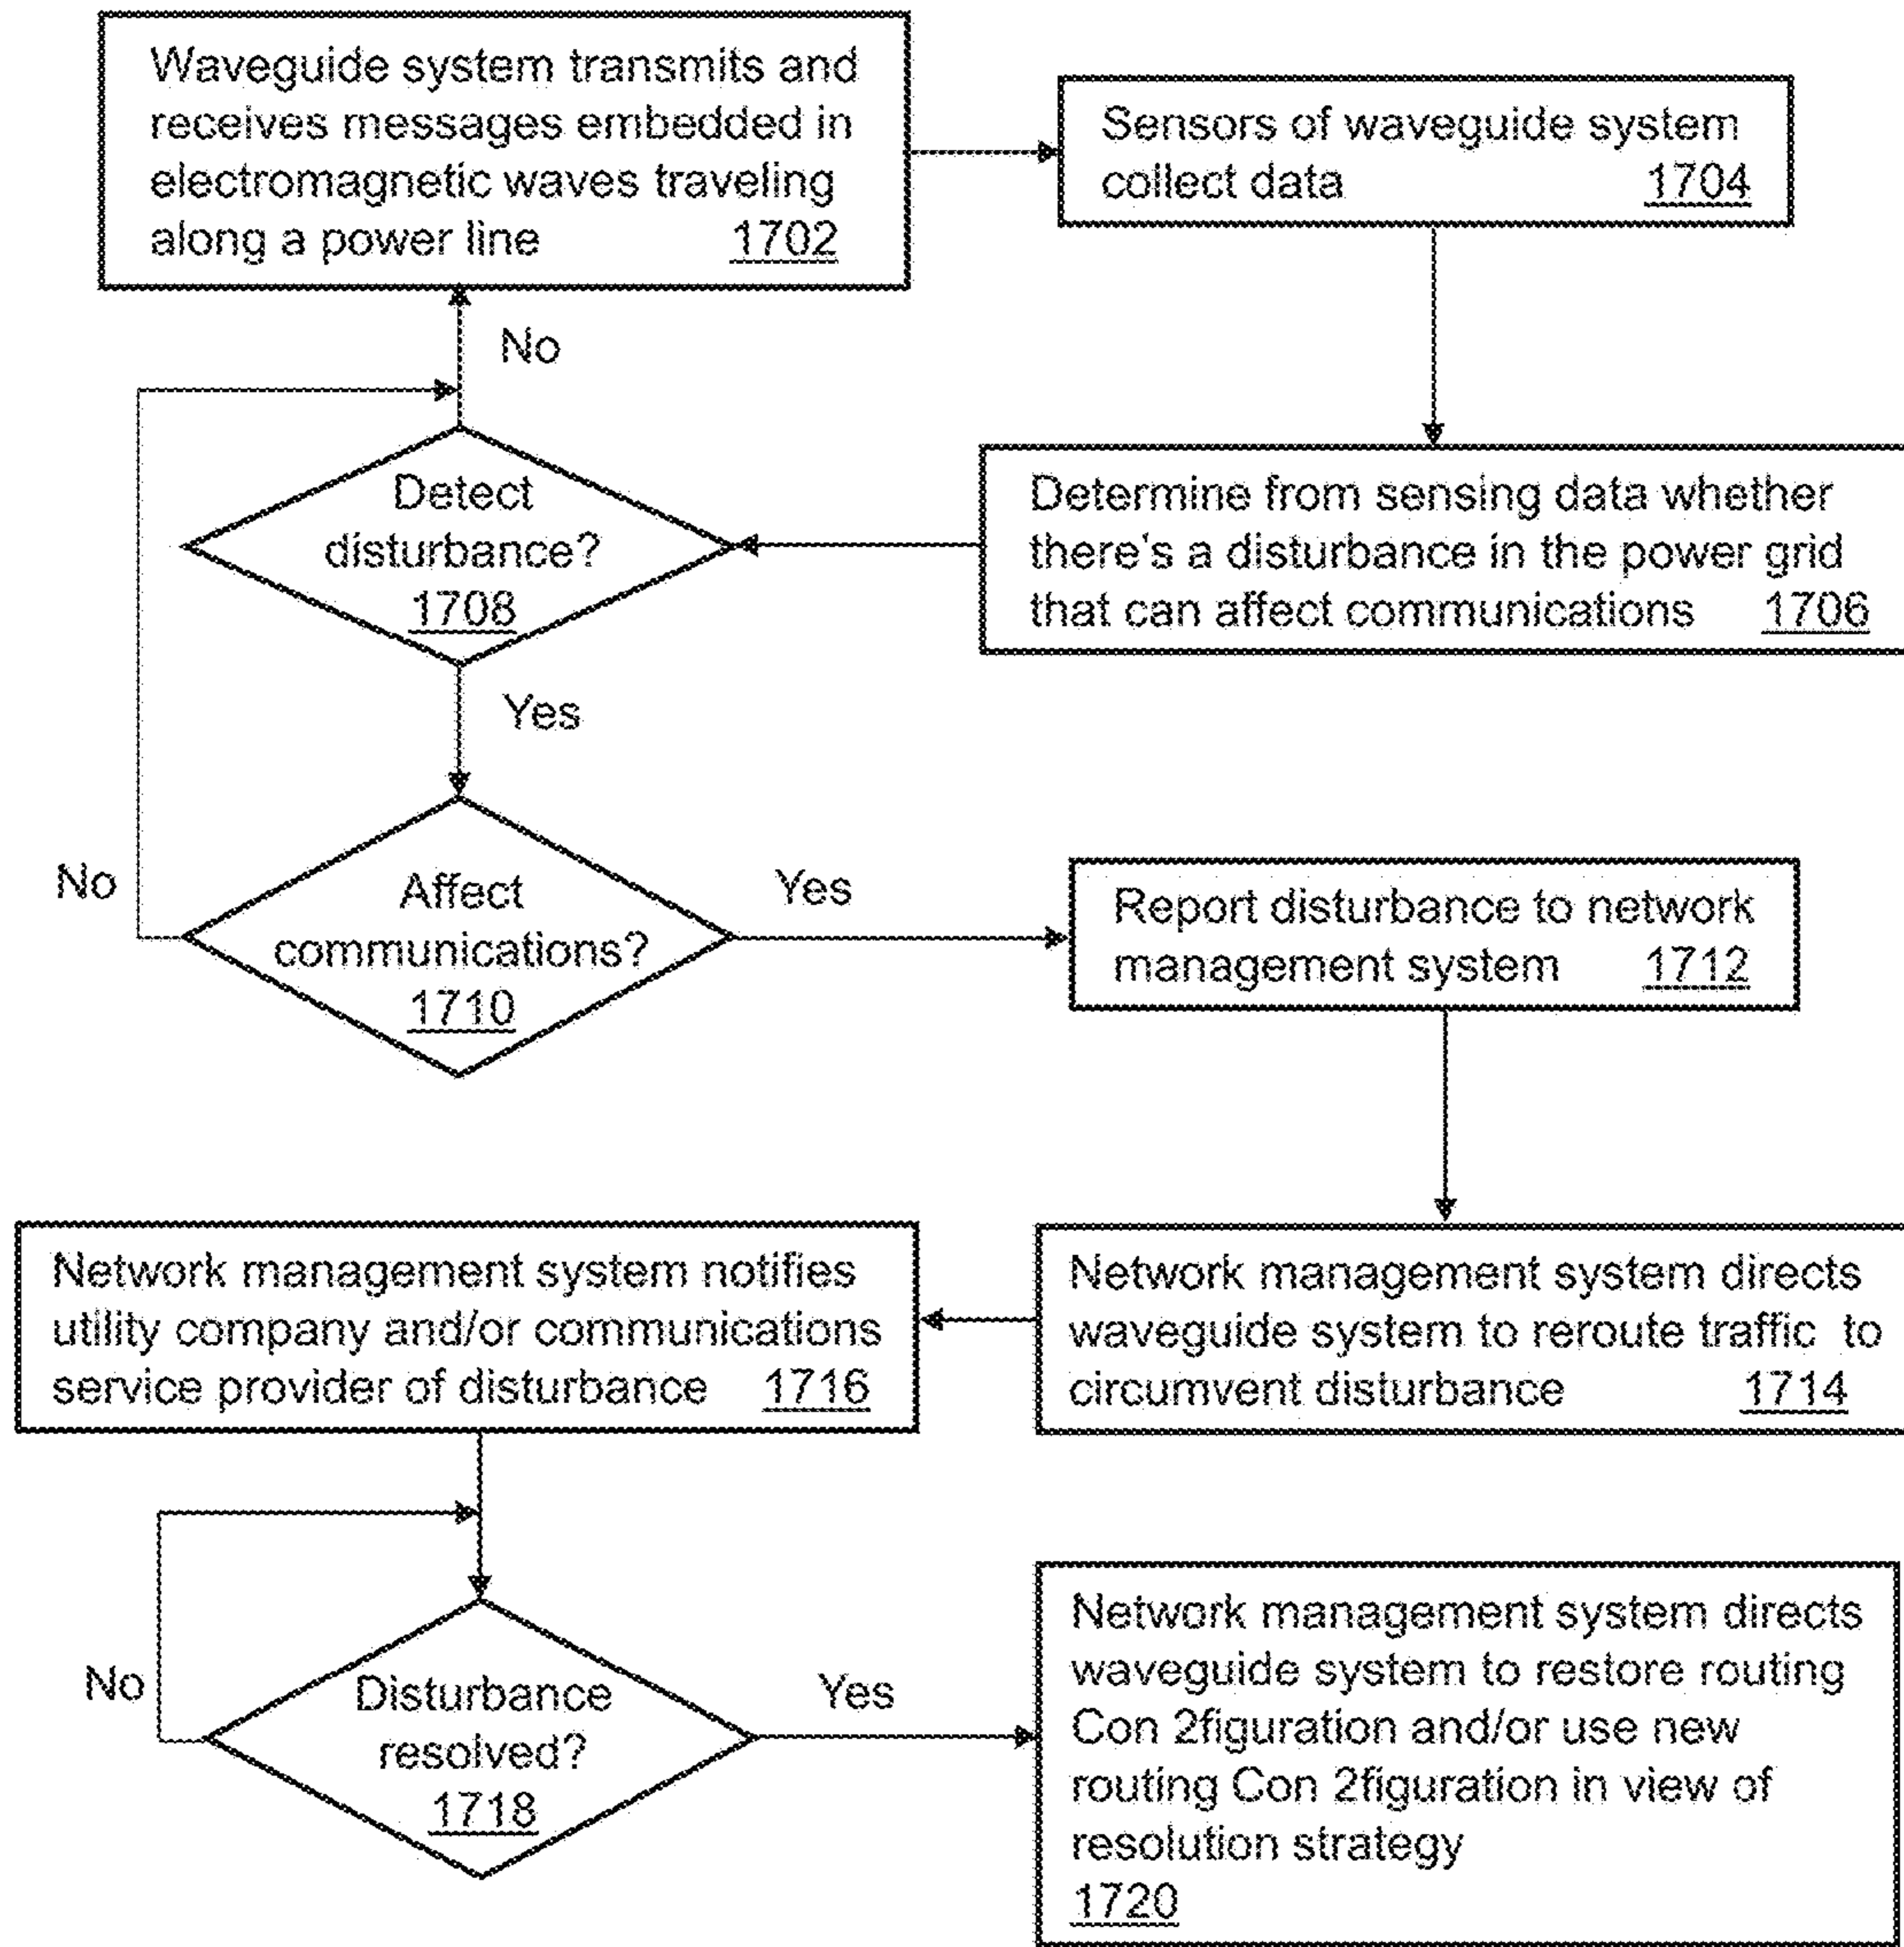 Waveguide system transmits and
receives messages embedded in
electromagnetic waves traveling
along a power line 1702
Sensors of waveguide system
collect data 1704
No
Determine from sensing data whether
there's a disturbance in the power grid
that can affect communications 1706
Detect
disturbance?
1708
Yes
No
Affect
communications?
1710
Yes
Report disturbance to network
management system 1712
Network management system directs
waveguide system to reroute traffic to
circumvent disturbance 1714
Network management system notifies
utility company and/or communications
service provider of disturbance 1716
No
Disturbance
resolved?
1718
Yes
Network management system directs
waveguide system to restore routing
Con 2figuration and/or use new
routing Con 2figuration in view of
resolution strategy
1720